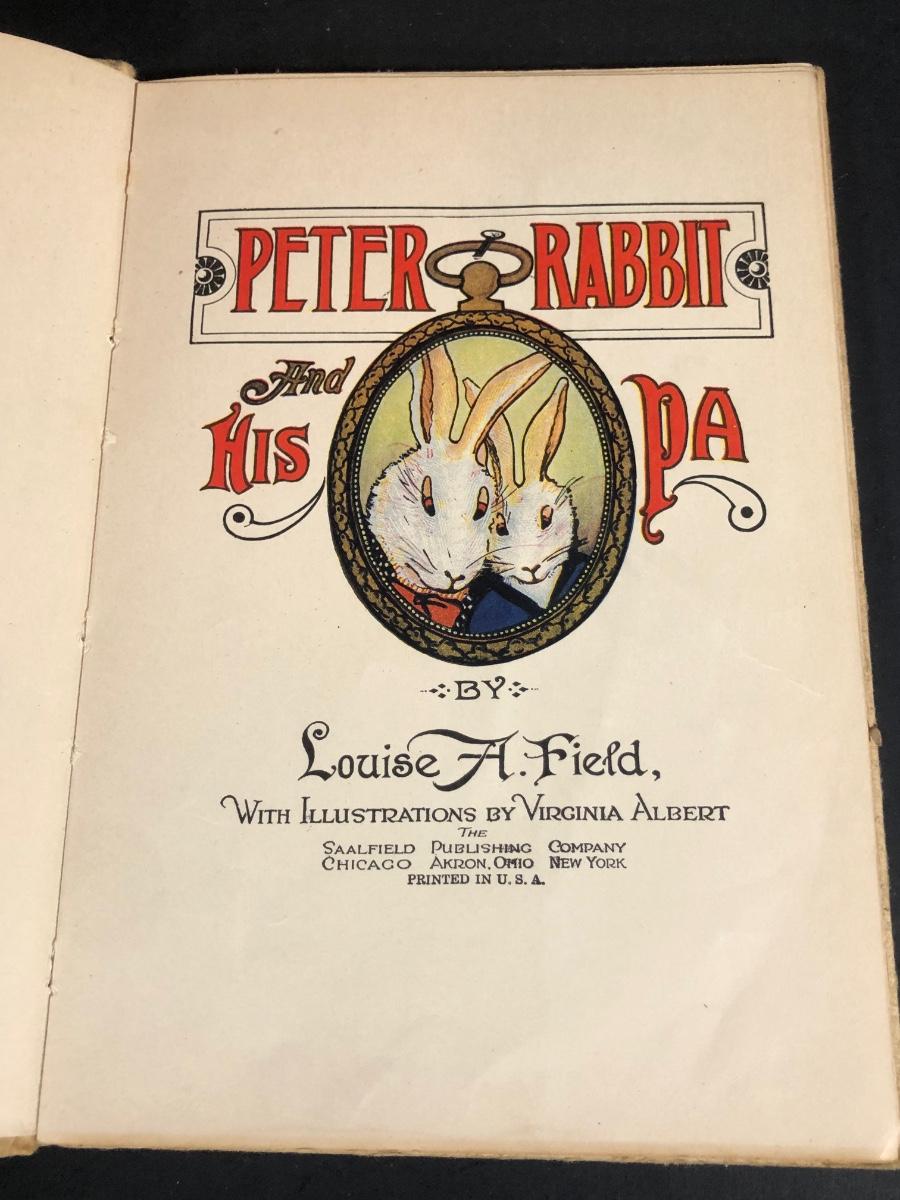 PETER RABBIT
And
HIS PA
BY
Louise A. Field,
WITH ILLUSTRATIONS BY VIRGINIA ALBERT
THE
SAALFIELD PUBLISHING COMPANY
CHICAGO AKRON, OHIO NEW YORK
PRINTED IN U. S. A.